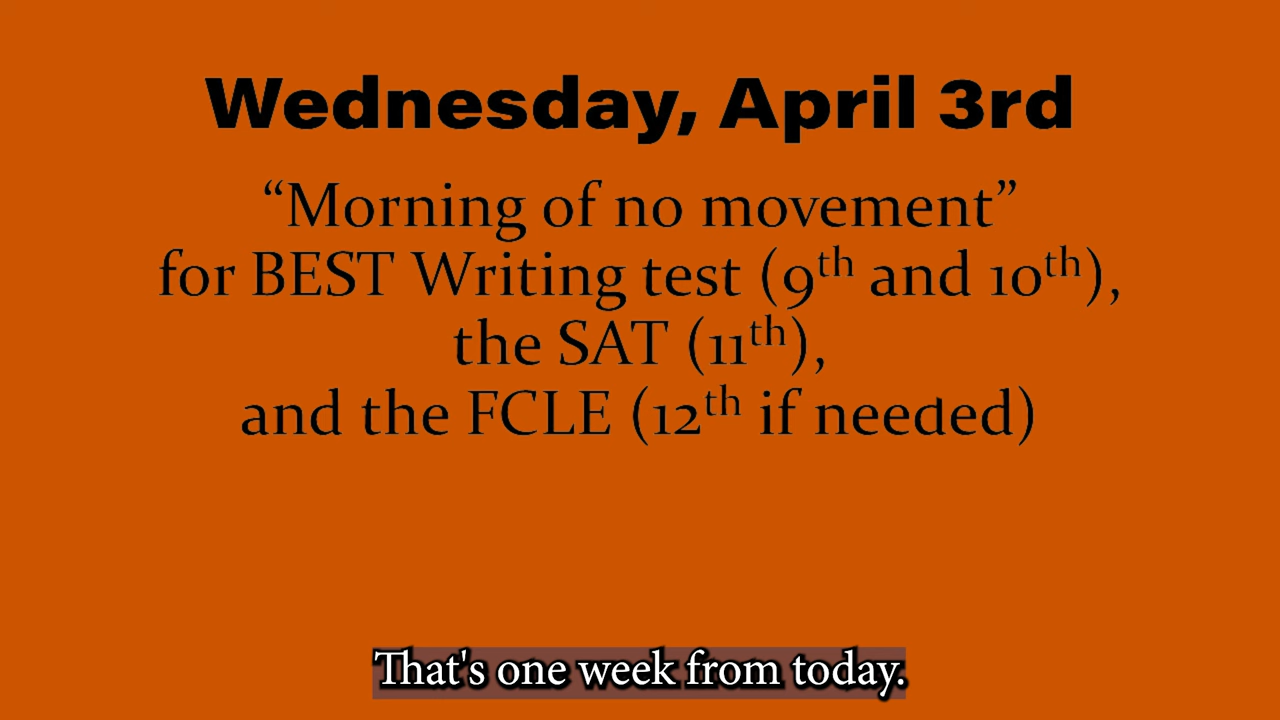 Wednesday, April 3rd
“Morning of no movement”
for BEST Writing test (9th and 10th),
the SAT (11th),
and the FCLE (12th if needed)
That's one week from today.